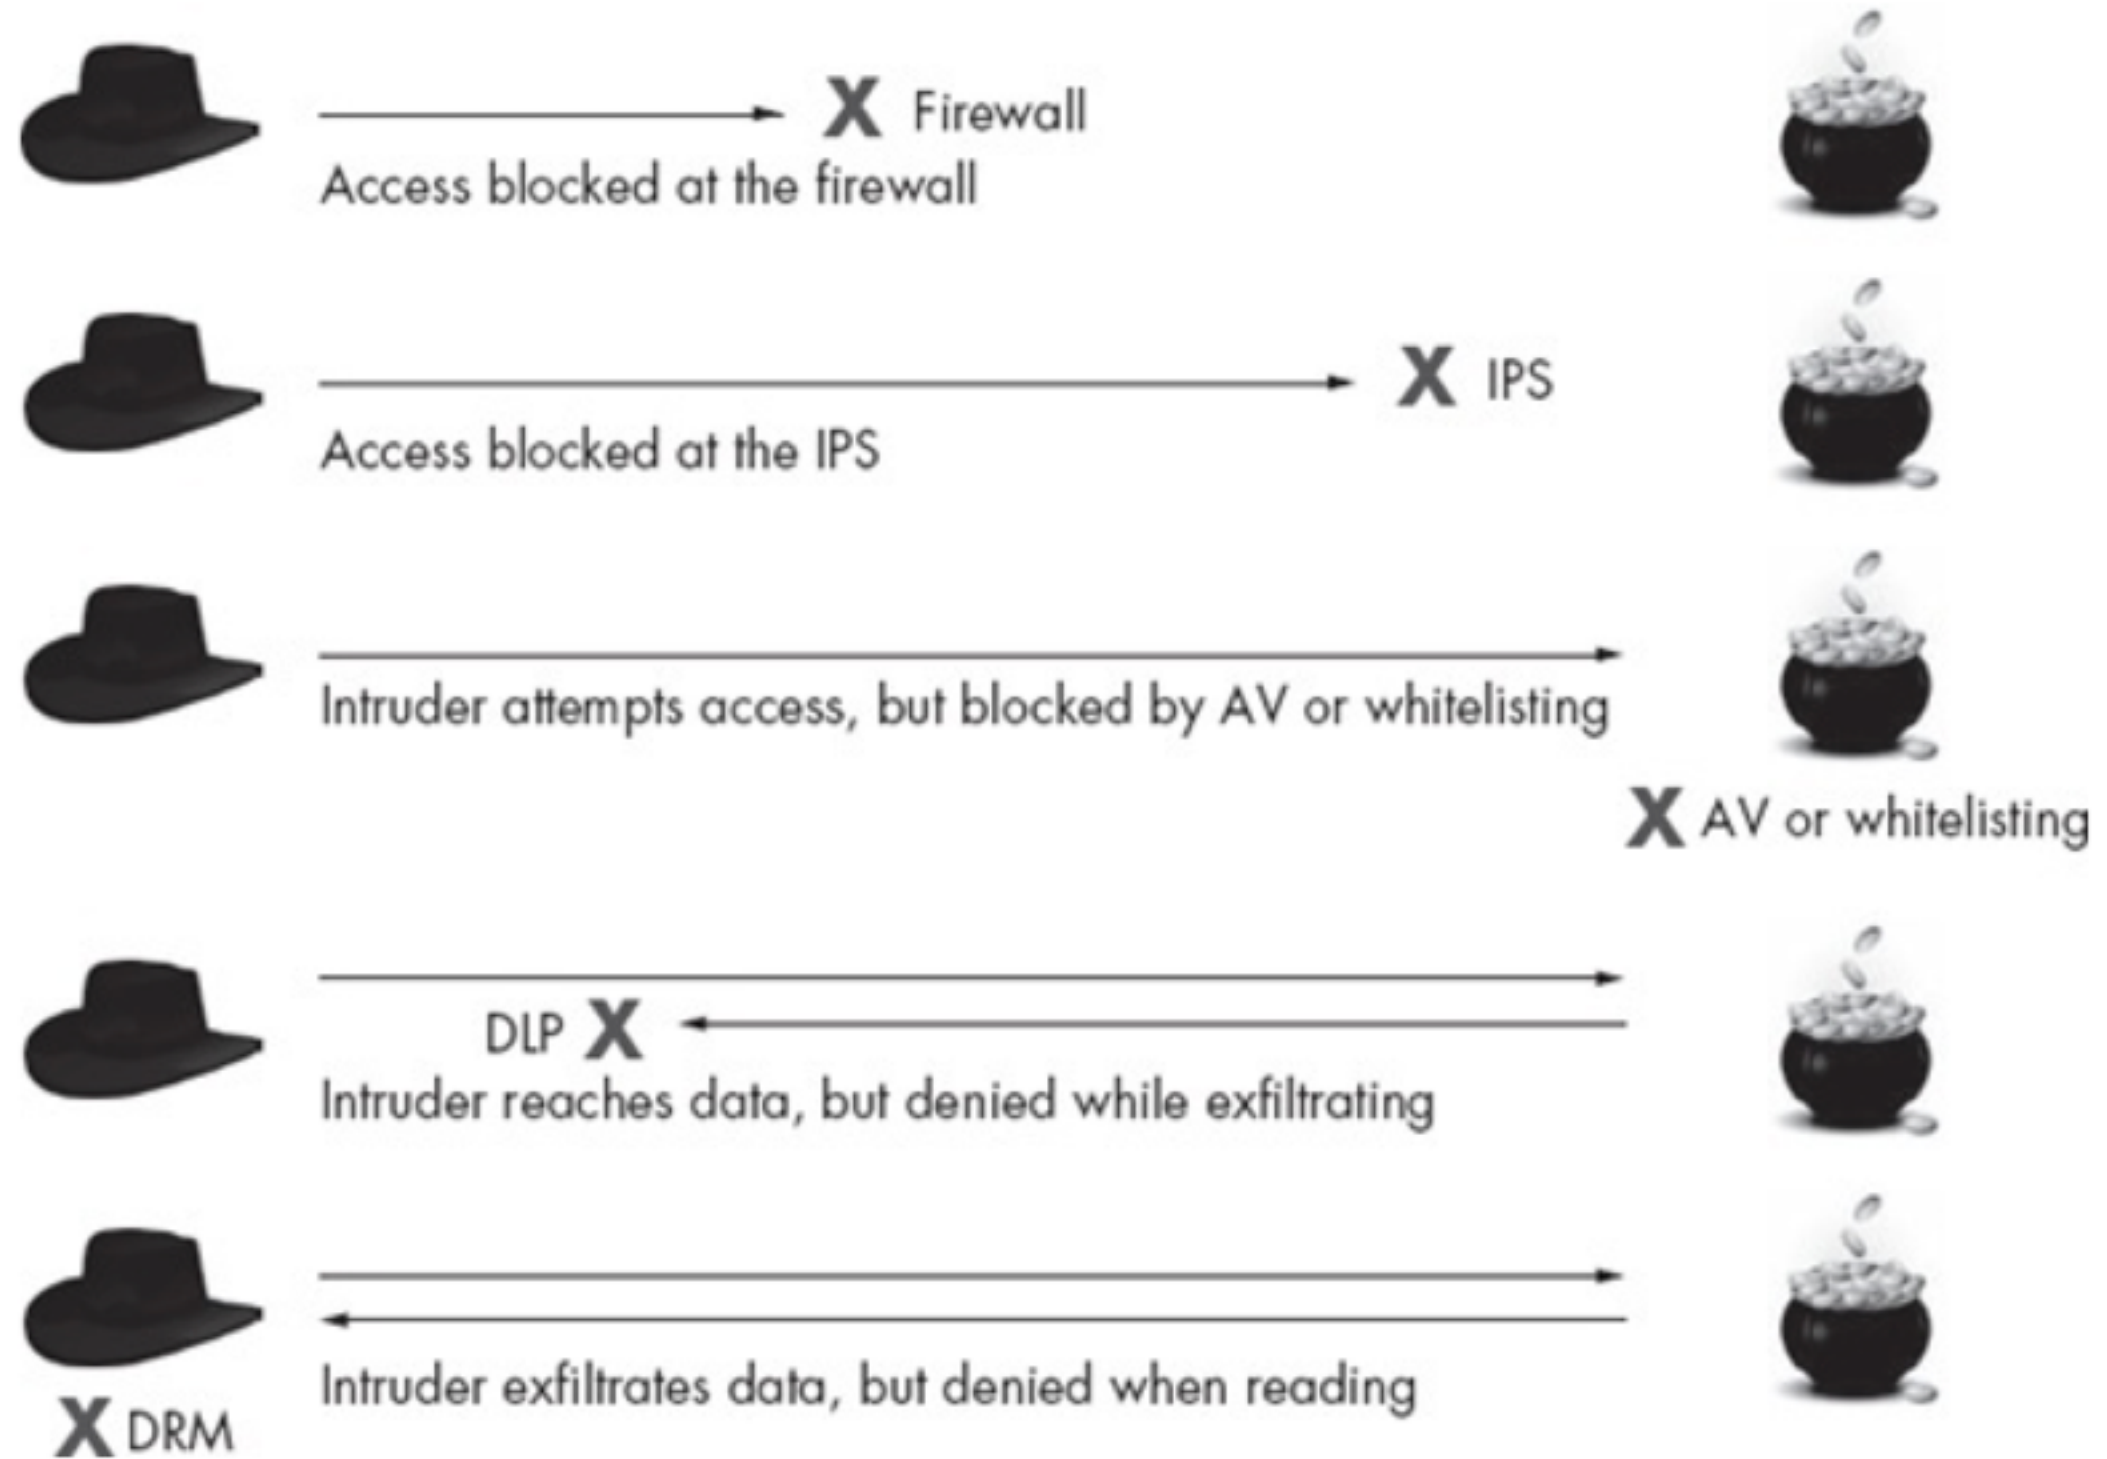 X Firewall
Access blocked at the firewall
X IPS
Access blocked at the IPS
Intruder attempts access, but blocked by AV or whitelisting
X AV or whitelisting
DLP X
Intruder reaches data, but denied while exfiltrating
Intruder exfiltrates data, but denied when reading
X DRM